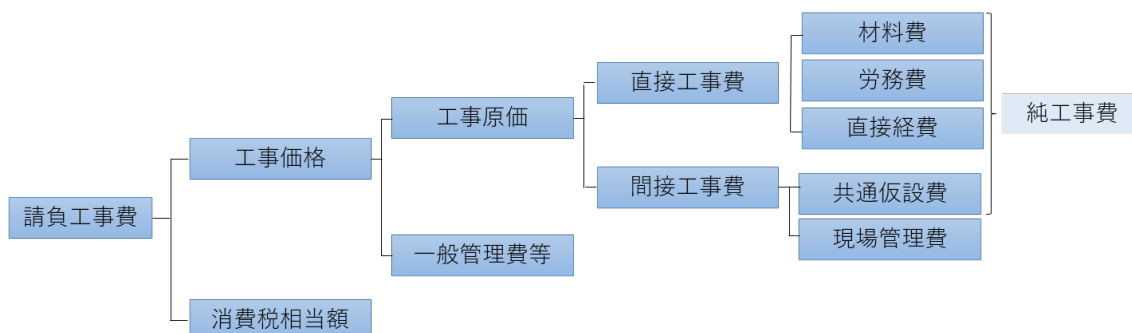 請負工事費
工事価格
消費税相当額
工事原価
一般管理費等
直接工事費
間接工事費
材料費
労務費
直接経費
共通仮設費
現場管理費
純工事費